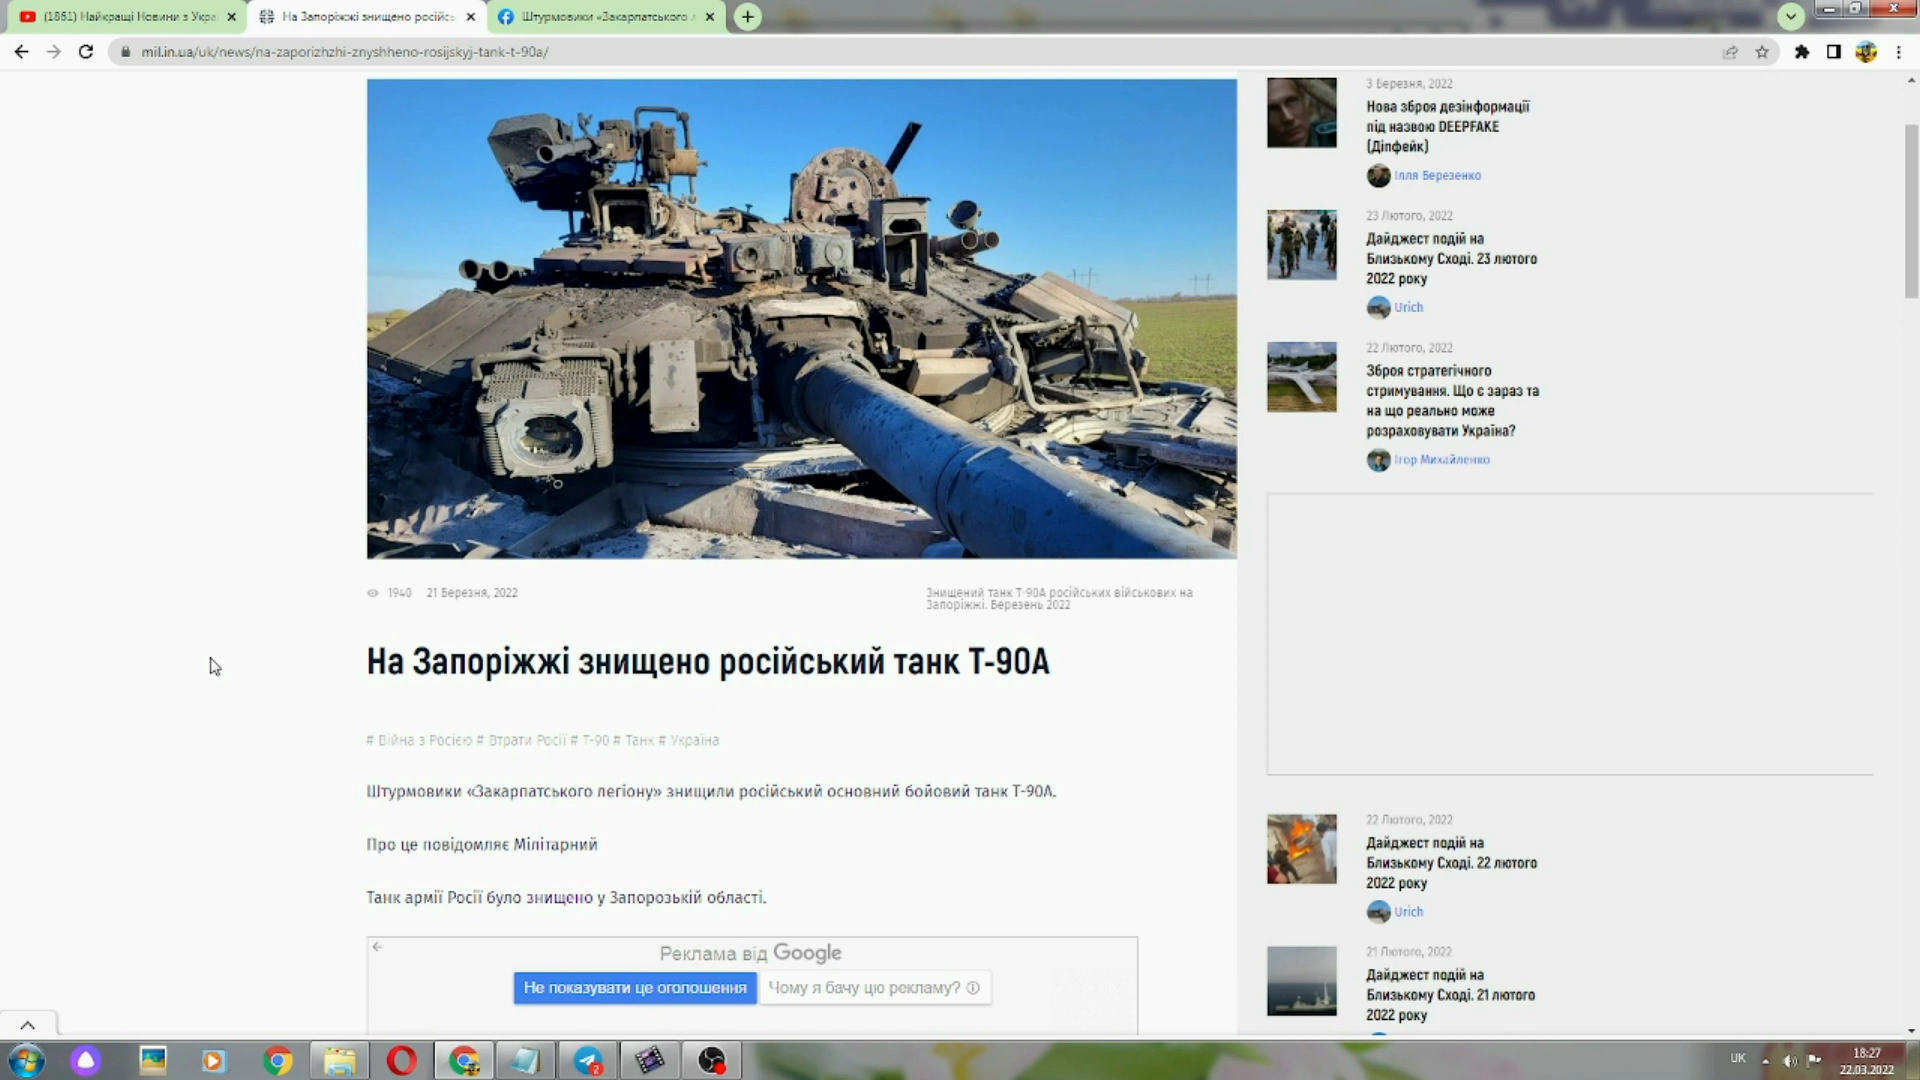 (1861) Найкращі Новини з Укра
На Запоріжжі знищено російсь
Штурмовики «Закарпатського л
mil.in.ua/uk/news/na-zaporizhzhi-znyshheno-rosijskyj-tank-t-90a/
1940 21 Березня, 2022
Знищений танк Т-90А російських військових на
Запоріжжі. Березень 2022
На Запоріжжі знищено російський танк Т-90А
# Війна з Росією # Втрати Росії # Т-90 # Танк # Україна
Штурмовики «Закарпатського легіону» знищили російський основний бойовий танк Т-90А.
Про це повідомляє Мілітарний
Танк армії Росії було знищено у Запорозькій області.
Реклама від Google
Не показувати це оголошення
Чому я бачу цю рекламу?
3 Березня, 2022
Нова зброя дезінформації
під назвою DEEPFAKE
(Діпфейк)
Ілля Березенко
23 Лютого, 2022
Дайджест подій на
Близькому Сході. 23 лютого
2022 року
Urich
22 Лютого, 2022
Зброя стратегічного
стримування. Що є зараз та
на що реально може
розраховувати Україна?
Ігор Михайленко
22 Лютого, 2022
Дайджест подій на
Близькому Сході. 22 лютого
2022 року
Urich
21 Лютого, 2022
Дайджест подій на
Близькому Сході. 21 лютого
2022 року
2
UK
18:27
22.03.2022